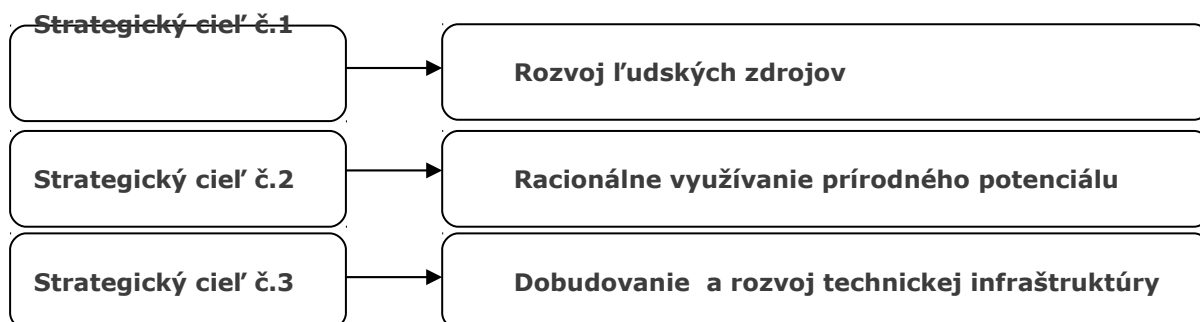 Strategický cieľ č.1
Rozvoj ľudských zdrojov
Strategický cieľ č.2
Racionálne využívanie prírodného potenciálu
Strategický cieľ č.3
Dobudovanie  a rozvoj technickej infraštruktúry